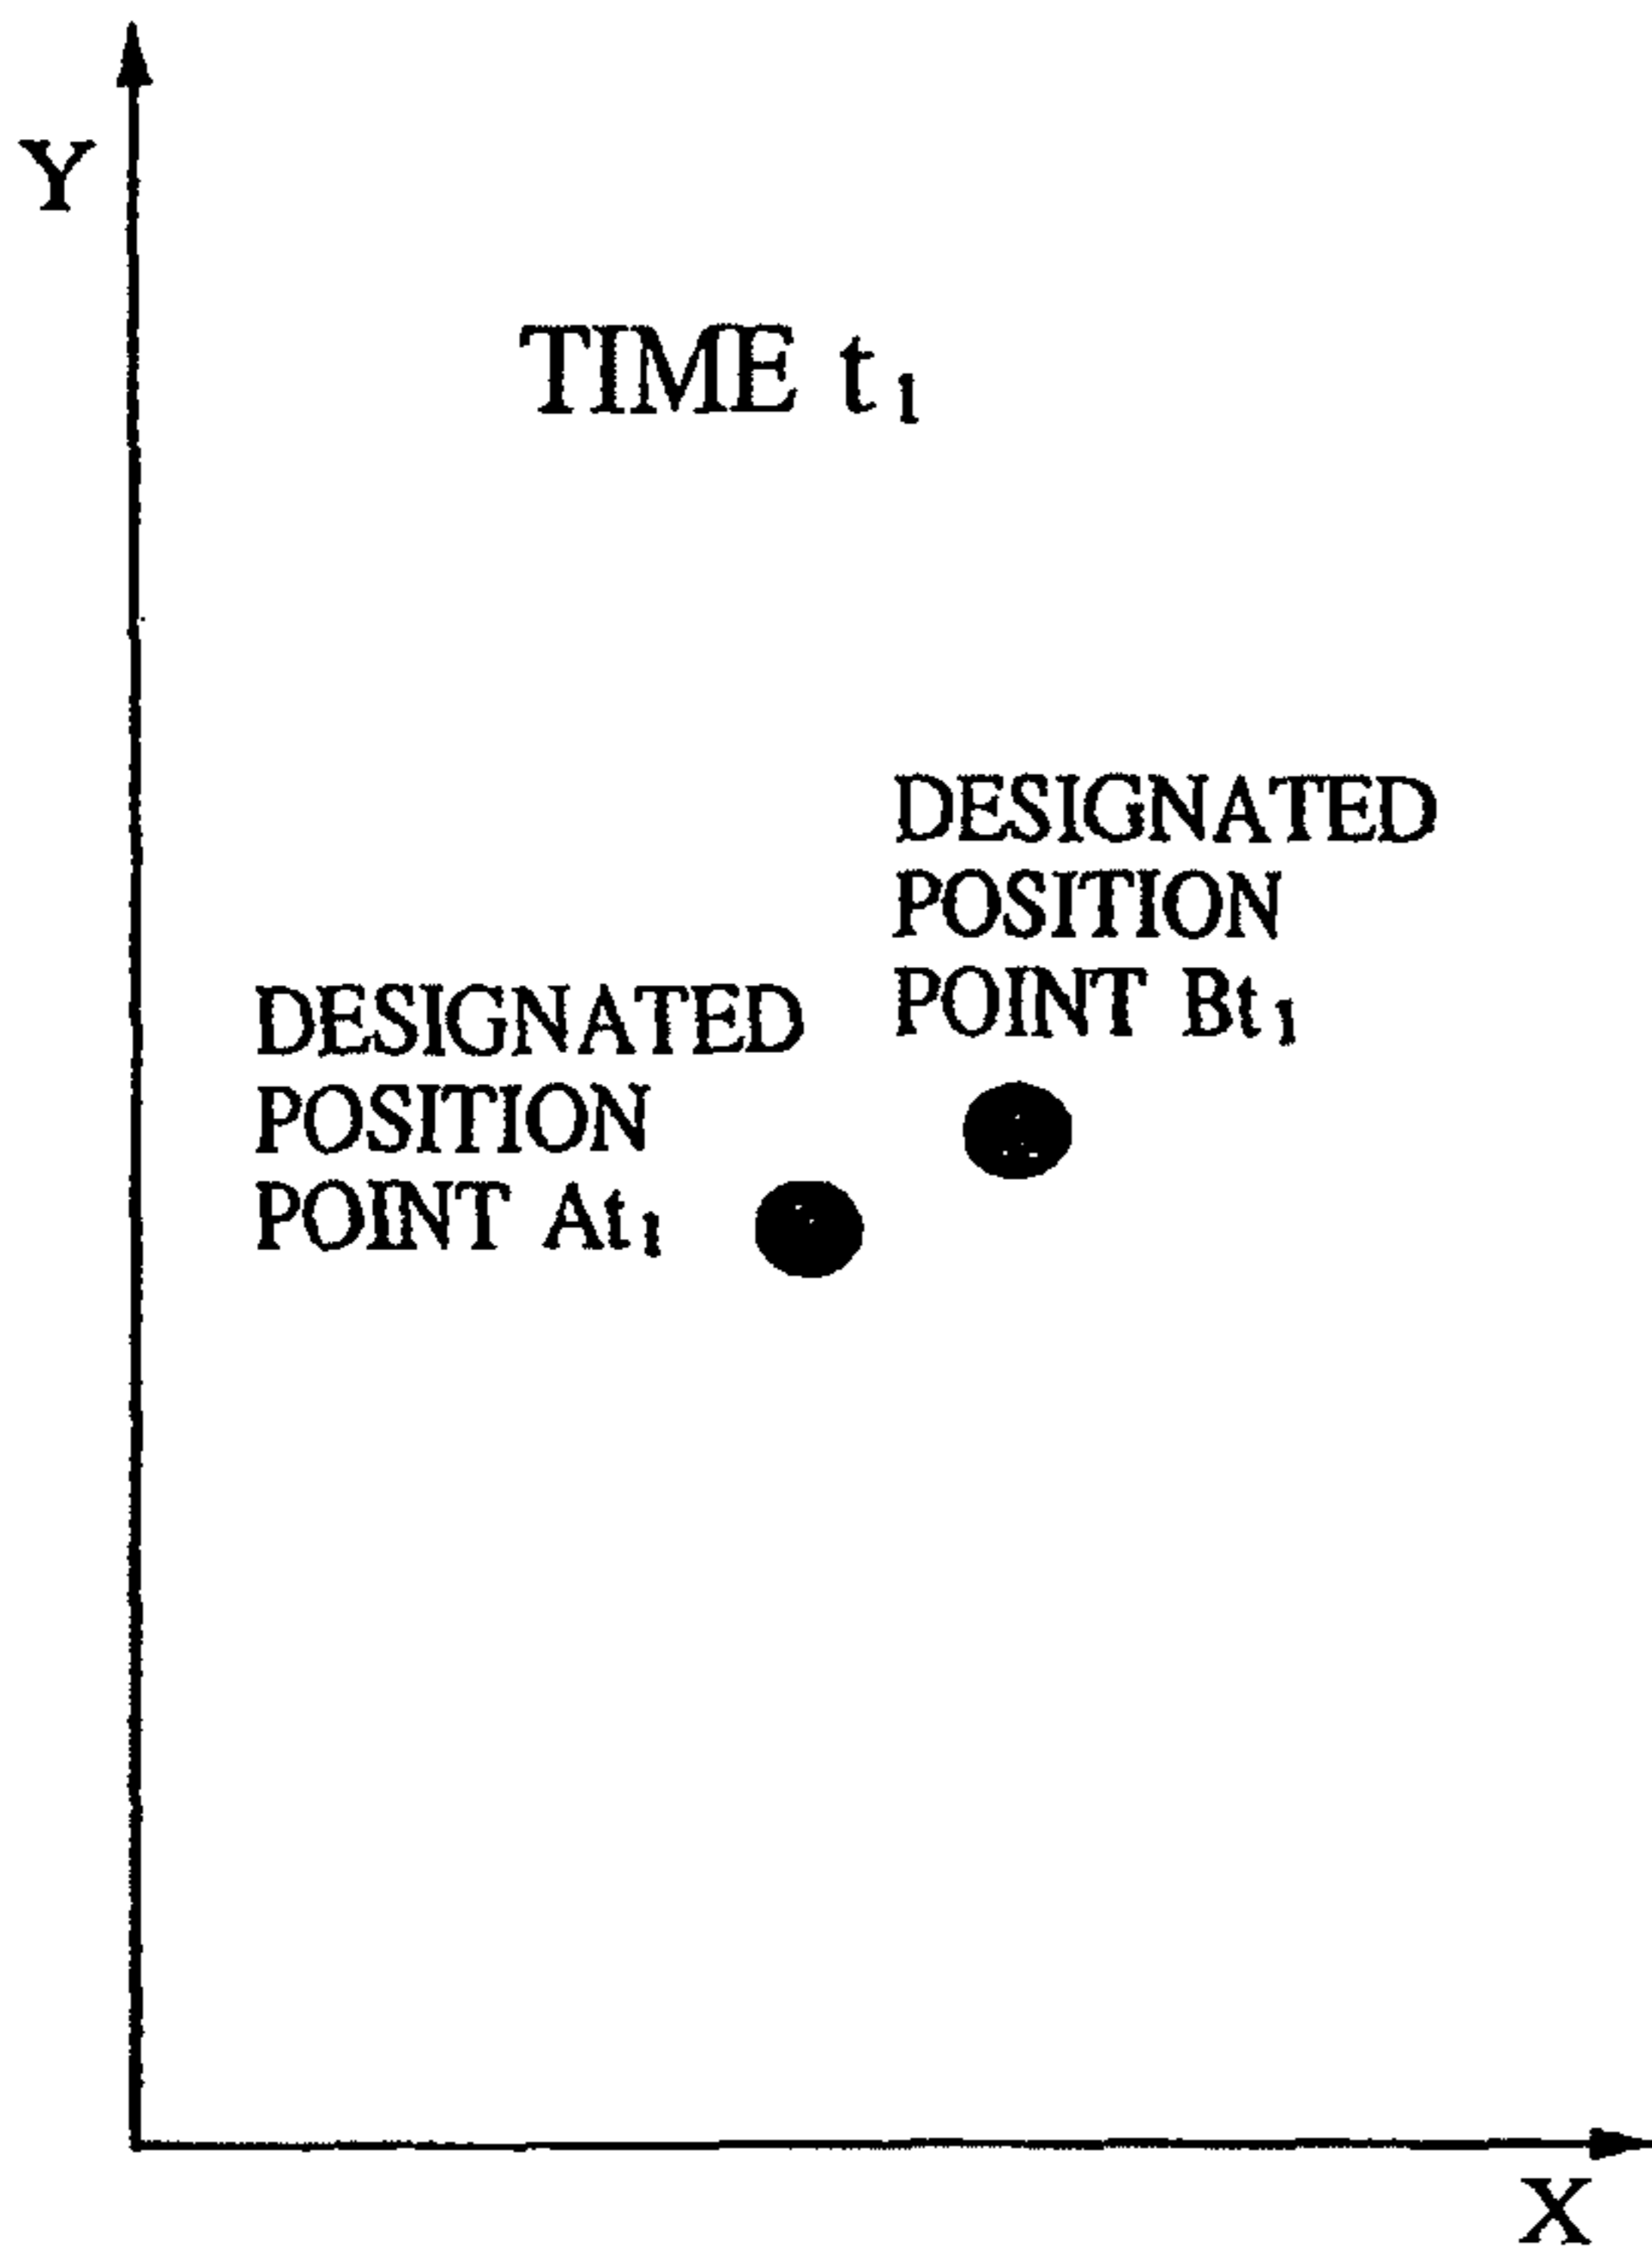 Y
TIME t₁
DESIGNATED
POSITION
POINT Bt₁
DESIGNATED
POSITION
POINT At₁
X